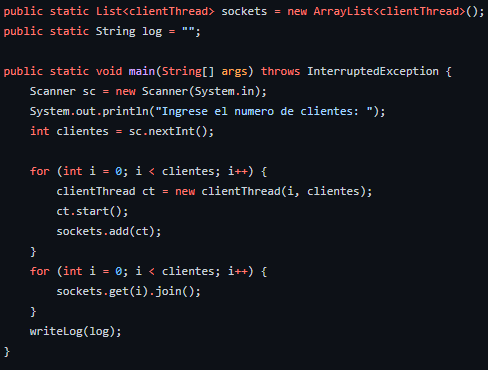 public static List<clientThread> sockets = new ArrayList<clientThread>();
public static String log = "";
public static void main(String[] args) throws InterruptedException {
Scanner sc = new Scanner(System.in);
System.out.println("Ingrese el numero de clientes: ");
int clientes = sc.nextInt();
for (int i = 0; i < clientes; i++) {
clientThread ct = new clientThread(i, clientes);
ct.start();
sockets.add(ct);
}
for (int i = 0; i < clientes; i++) {
sockets.get(i).join();
}
writeLog(log);
}